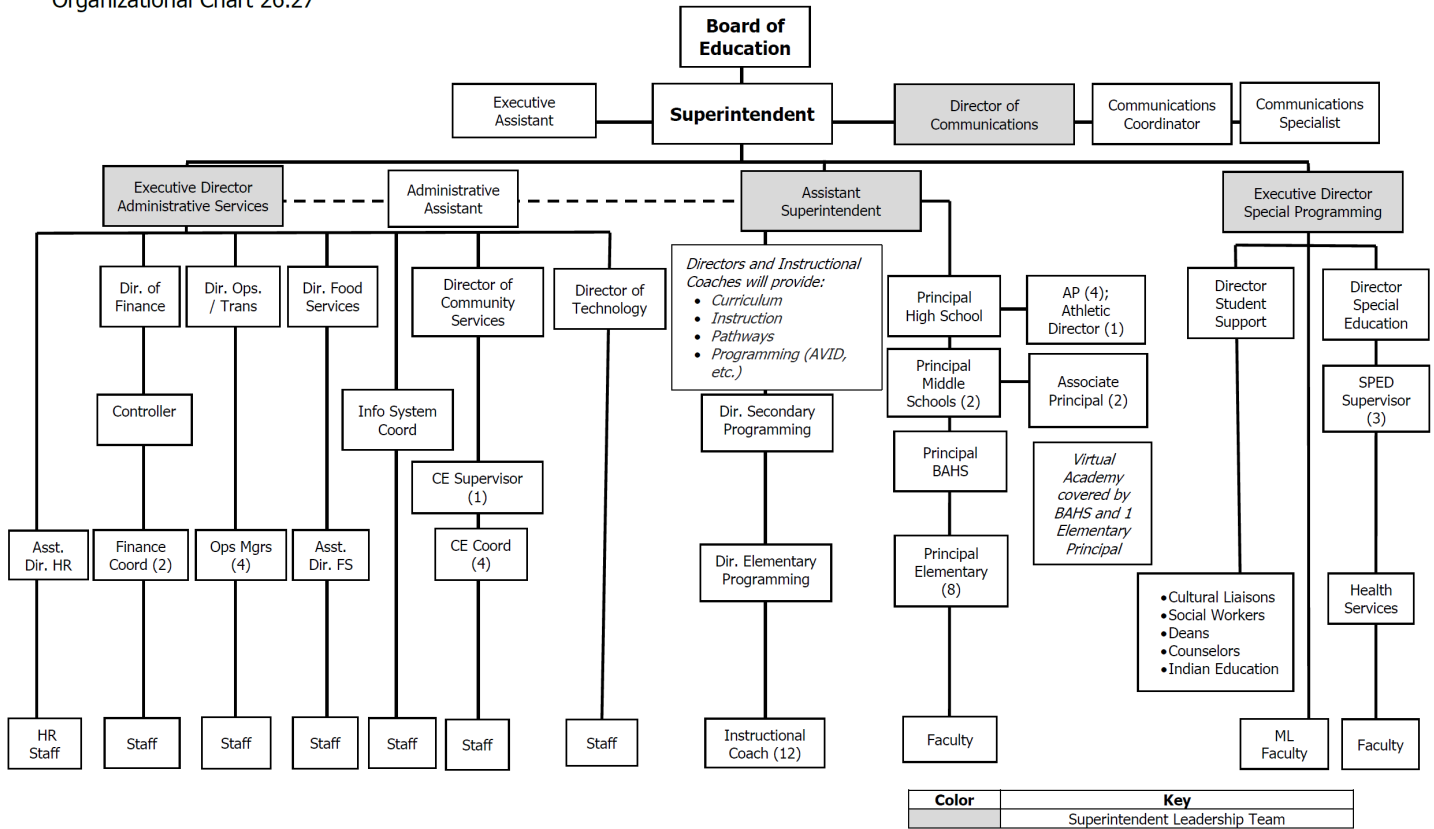 Organizational Chart 26.27
Board of
Education
Executive
Assistant
Superintendent
Director of
Communications
Communications
Coordinator
Communications
Specialist
Executive Director
Administrative Services
Administrative
Assistant
Assistant
Superintendent
Executive Director
Special Programming
Dir. of
Finance
Dir. Ops.
/ Trans
Dir. Food
Services
Director of
Community
Services
Director of
Technology
Directors and Instructional
Coaches will provide:
• Curriculum
• Instruction
• Pathways
• Programming (AVID,
etc.)
Principal
High School
AP (4);
Athletic
Director (1)
Director
Student
Support
Director
Special
Education
Controller
Info System
Coord
Dir. Secondary
Programming
Principal
Middle
Schools (2)
Associate
Principal (2)
SPED
Supervisor
(3)
CE Supervisor
(1)
Principal
BAHS
Virtual
Academy
covered by
BAHS and 1
Elementary
Principal
Asst.
Dir. HR
Finance
Coord (2)
Ops Mgrs
(4)
Asst.
Dir. FS
CE Coord
(4)
Dir. Elementary
Programming
Principal
Elementary
(8)
• Cultural Liaisons
• Social Workers
• Deans
• Counselors
• Indian Education
Health
Services
HR
Staff
Staff
Staff
Staff
Staff
Staff
Staff
Instructional
Coach (12)
Faculty
ML
Faculty
Faculty
Color Key
Superintendent Leadership Team